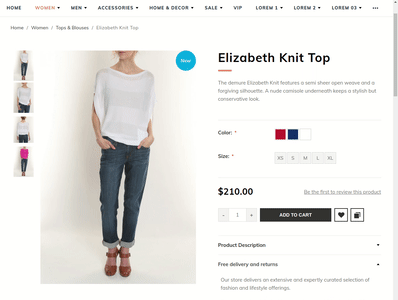 HOME WOMEN MEN ACCESSORIES HOME & DECOR SALE VIP LOREM 1 LOREM 2 LOREM 03
Home / Women / Tops & Blouses / Elizabeth Knit Top
New
Elizabeth Knit Top
The demure Elizabeth Knit features a semi sheer open weave and a
forgiving silhouette. A nude camisole underneath keeps a stylish but
conservative look.
Color: *
Size: * XS S M L XL
$210.00 Be the first to review this product
- 1 + ADD TO CART
Product Description
Free delivery and returns
Our store delivers an extensive and expertly curated selection of
fashion and lifestyle offerings.